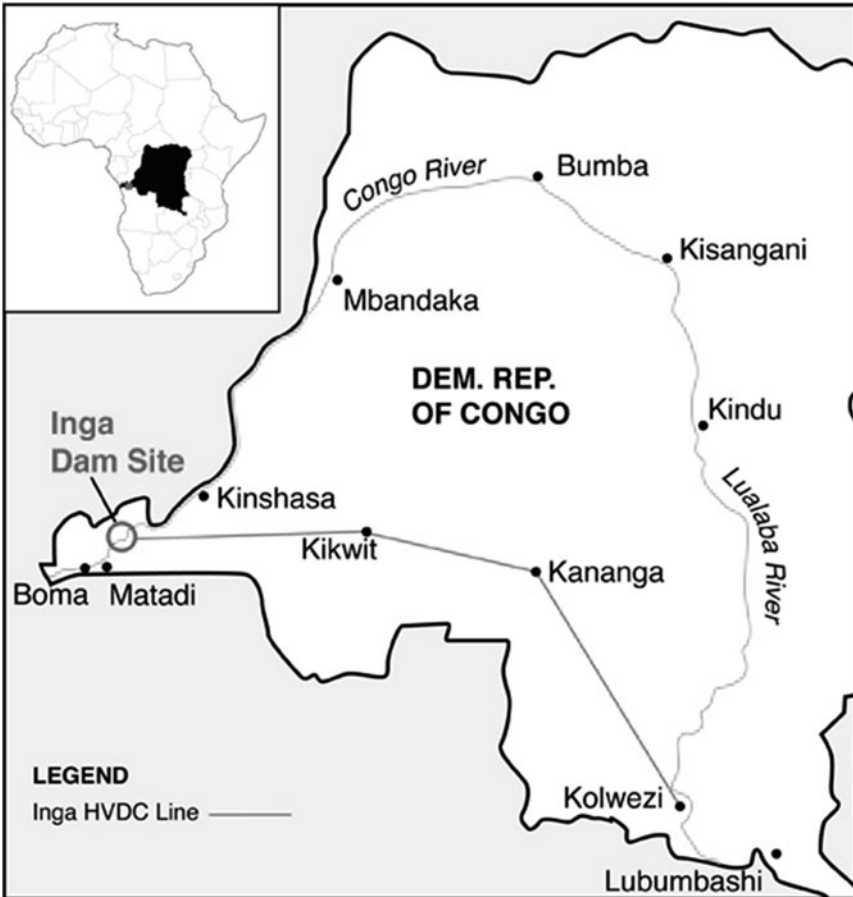 Congo River
Bumba
Kisangani
Mbandaka
DEM. REP.
OF CONGO
Kindu
Inga
Dam Site
Lualaba River
Kinshasa
Kikwit
Kananga
Boma
Matadi
LEGEND
Inga HVDC Line
Kolwezi
Lubumbashi